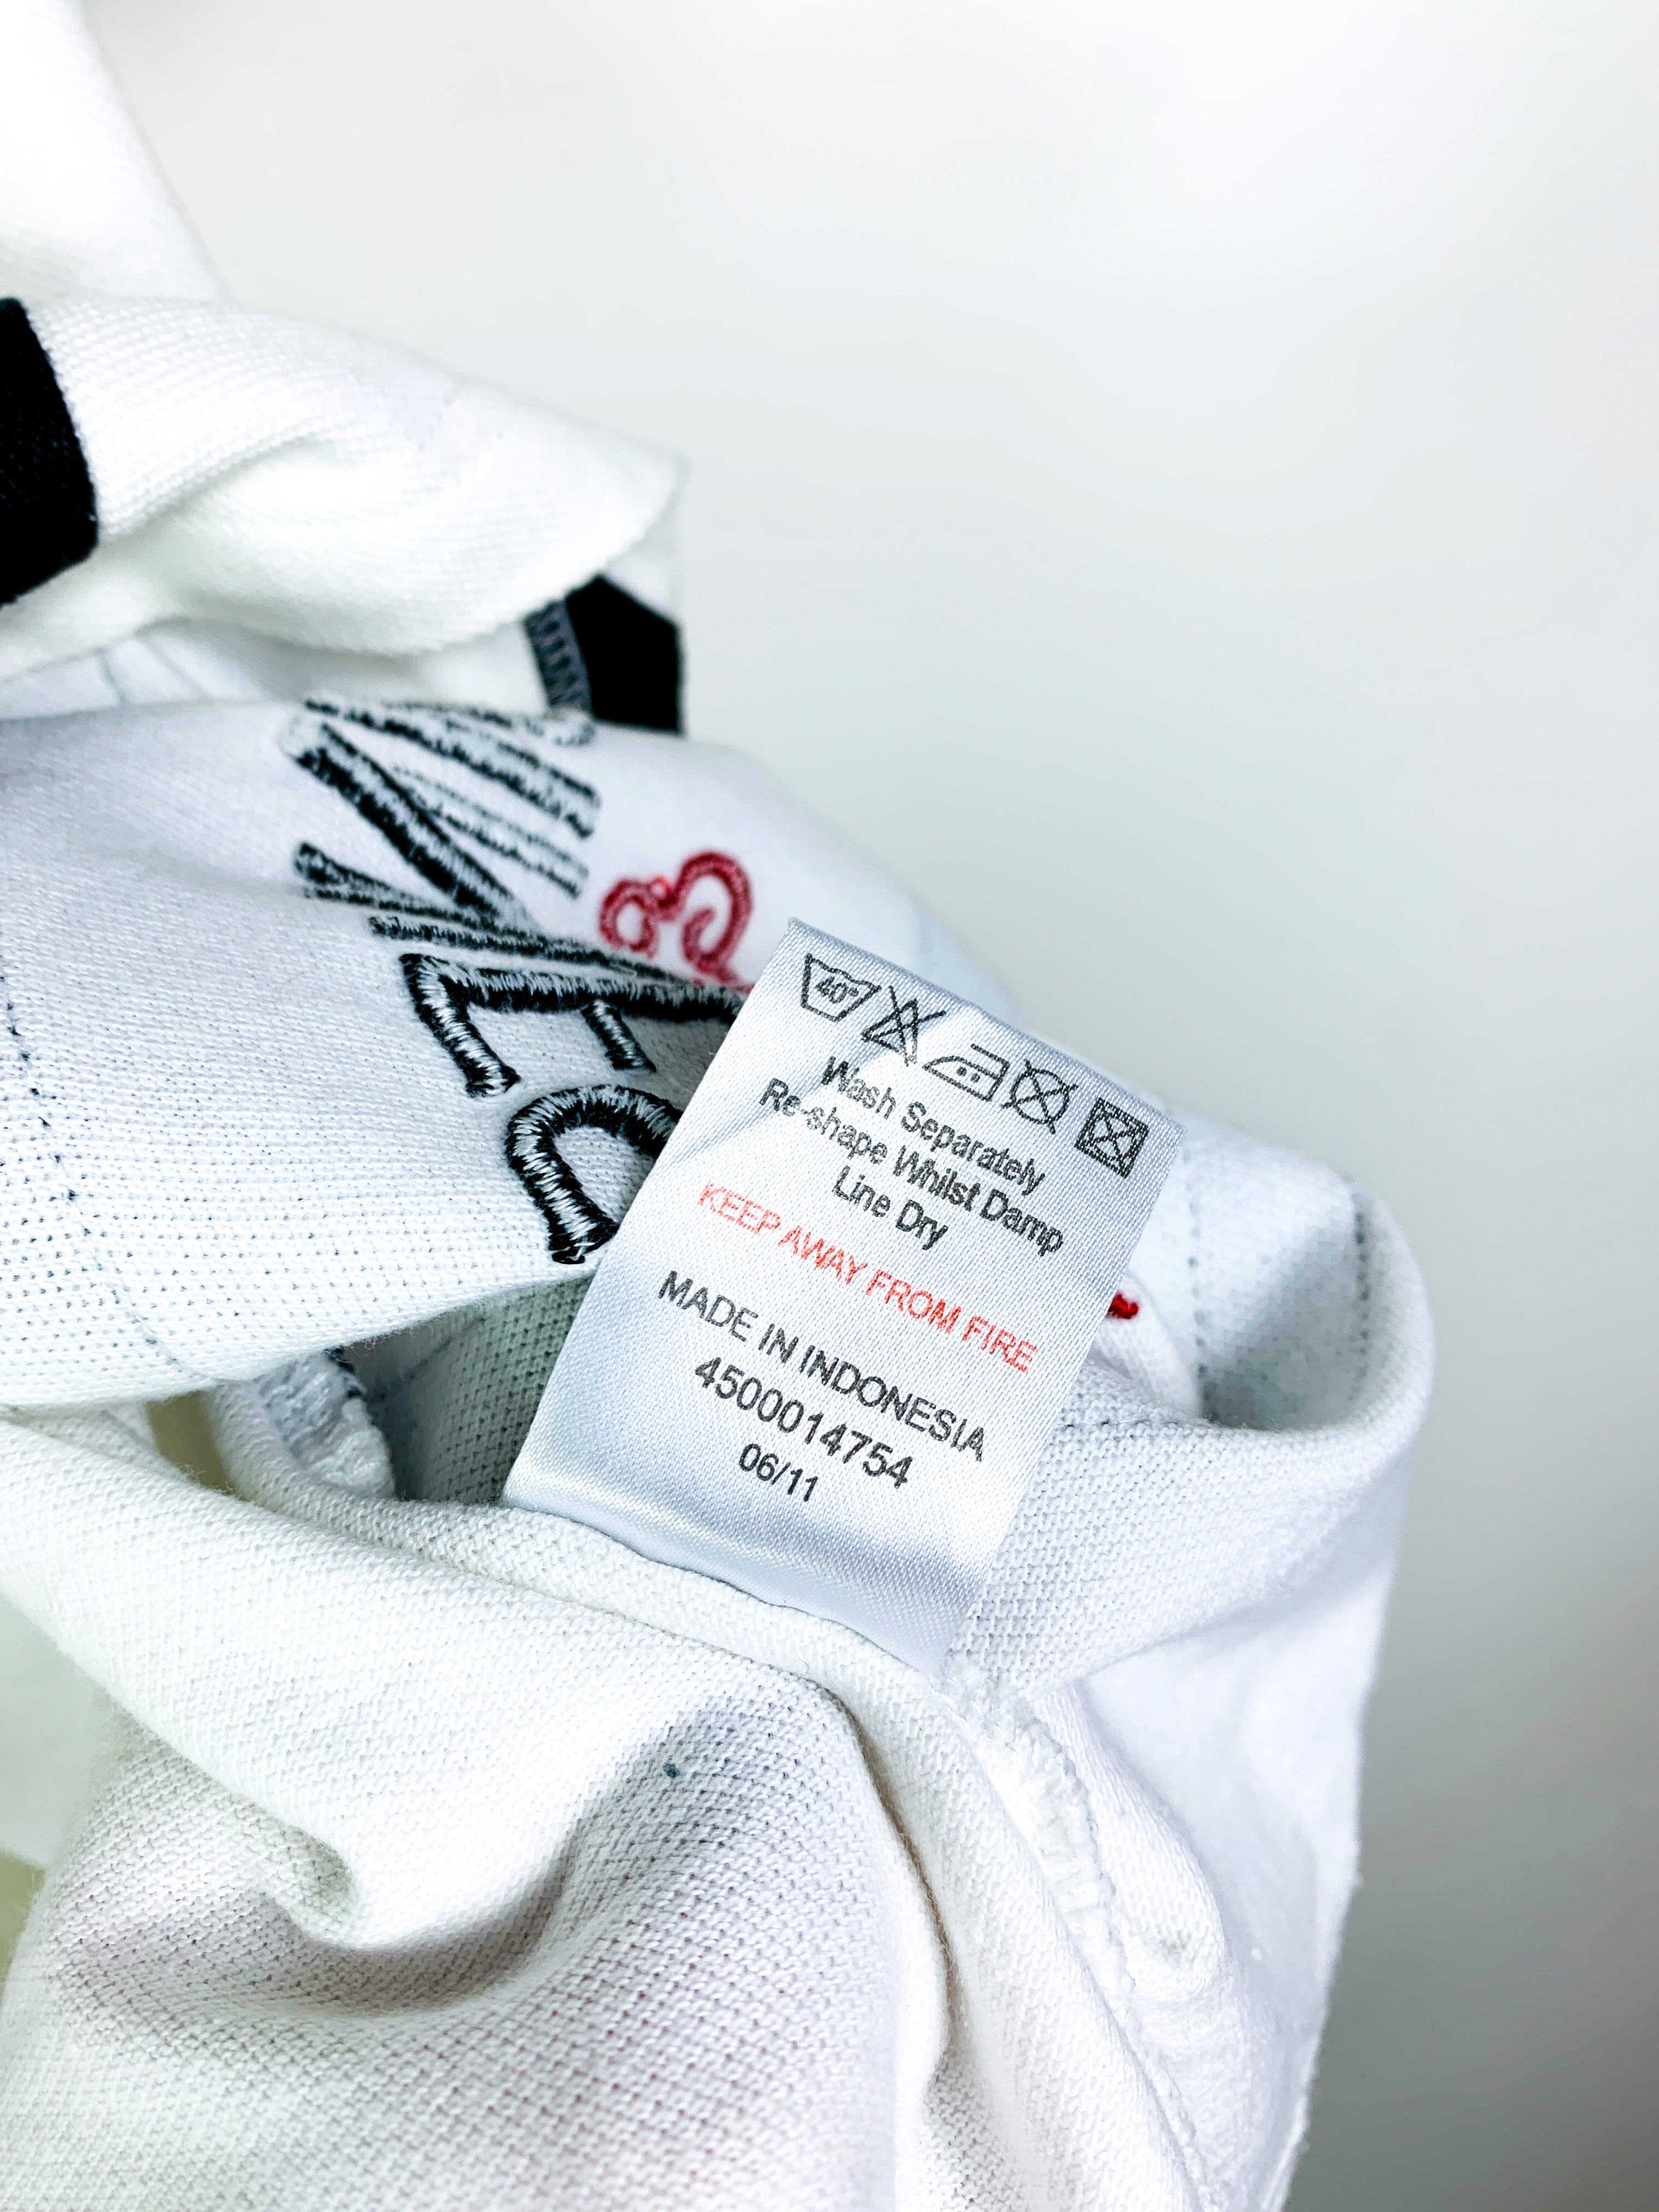 40°
Wash Separately
Re-shape Whilst Damp
Line Dry
KEEP AWAY FROM FIRE
MADE IN INDONESIA
4500014754
06/11